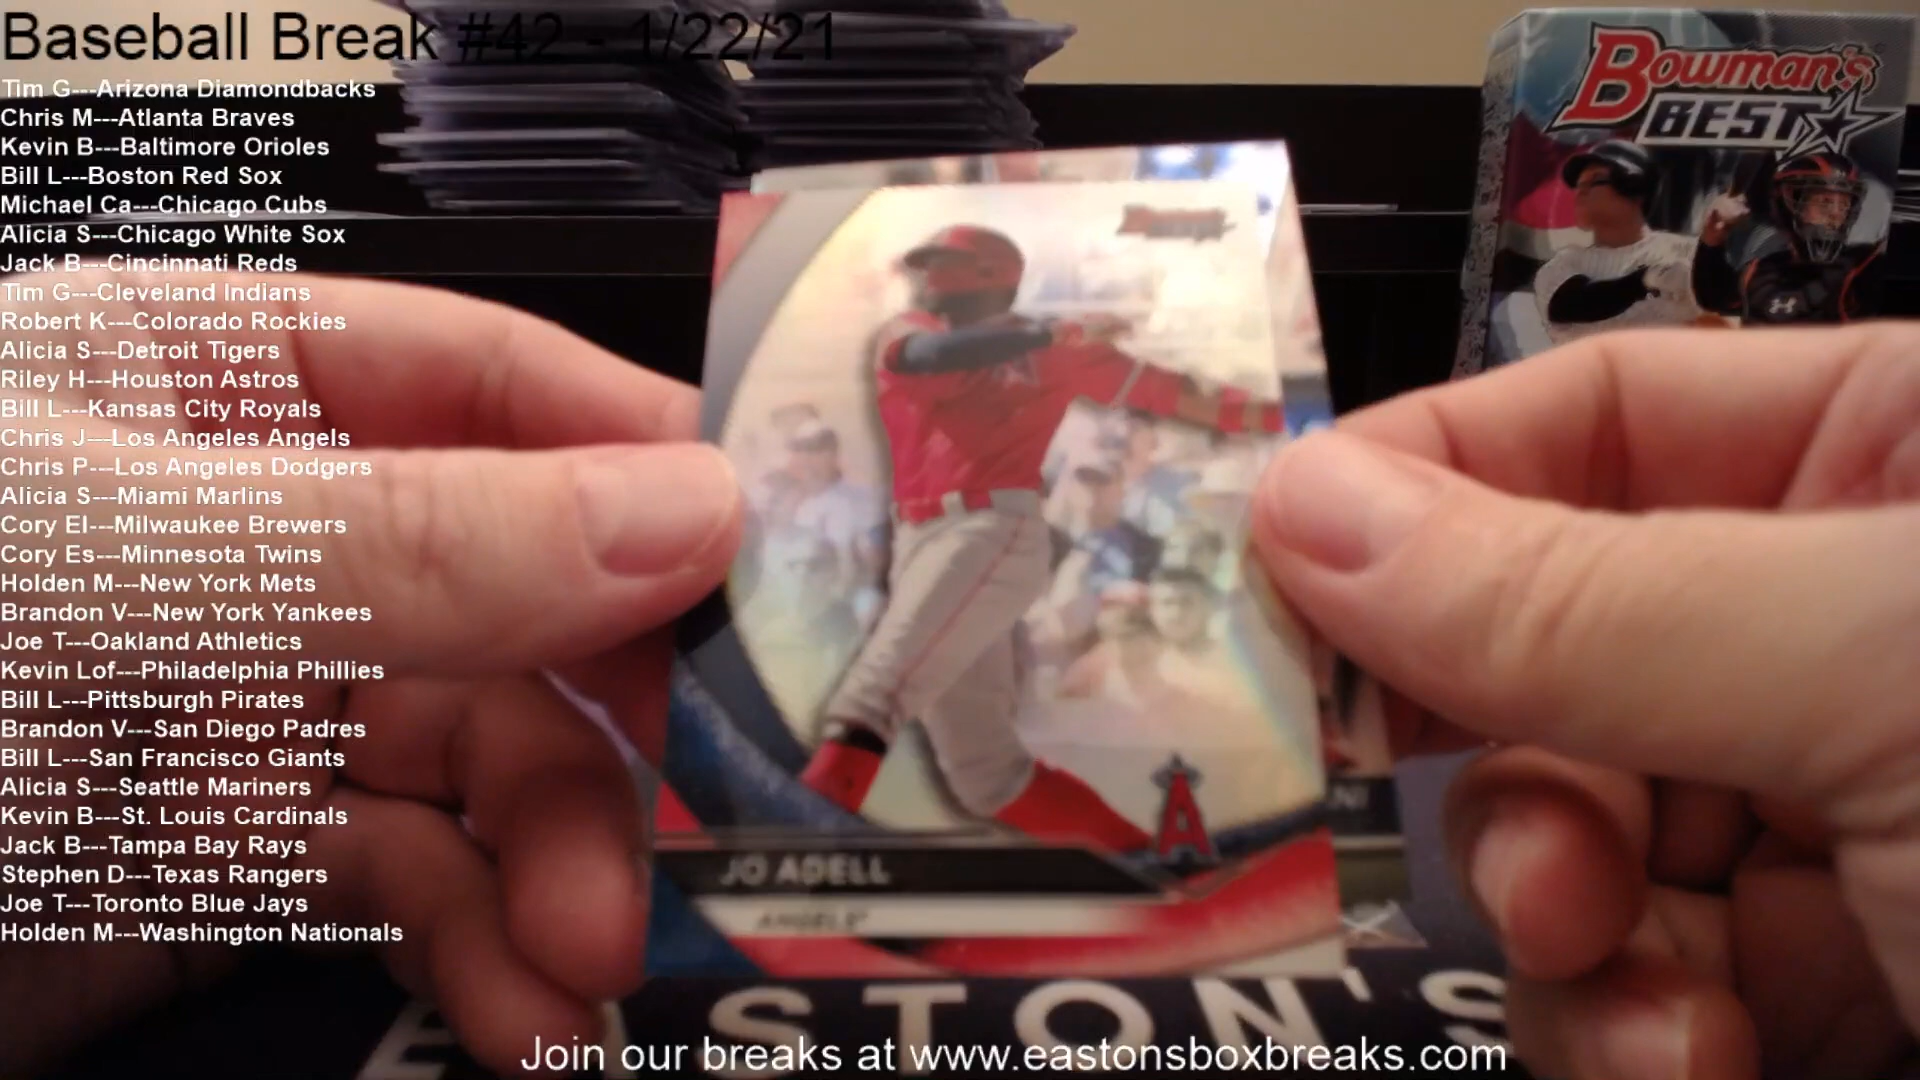 Baseball Break #42 - 1/22/21
Tim G---Arizona Diamondbacks
Chris M---Atlanta Braves
Kevin B---Baltimore Orioles
Bill L---Boston Red Sox
Michael Ca---Chicago Cubs
Alicia S---Chicago White Sox
Jack B---Cincinnati Reds
Tim G---Cleveland Indians
Robert K---Colorado Rockies
Alicia S---Detroit Tigers
Riley H---Houston Astros
Bill L---Kansas City Royals
Chris J---Los Angeles Angels
Chris P---Los Angeles Dodgers
Alicia S---Miami Marlins
Cory El---Milwaukee Brewers
Cory Es---Minnesota Twins
Holden M---New York Mets
Brandon V---New York Yankees
Joe T---Oakland Athletics
Kevin Lof---Philadelphia Phillies
Bill L---Pittsburgh Pirates
Brandon V---San Diego Padres
Bill L---San Francisco Giants
Alicia S---Seattle Mariners
Kevin B---St. Louis Cardinals
Jack B---Tampa Bay Rays
Stephen D---Texas Rangers
Joe T---Toronto Blue Jays
Holden M---Washington Nationals
Bowman's
BEST
A
JO ADELL
ANGELS
EASTON'S
Join our breaks at www.eastonsboxbreaks.com